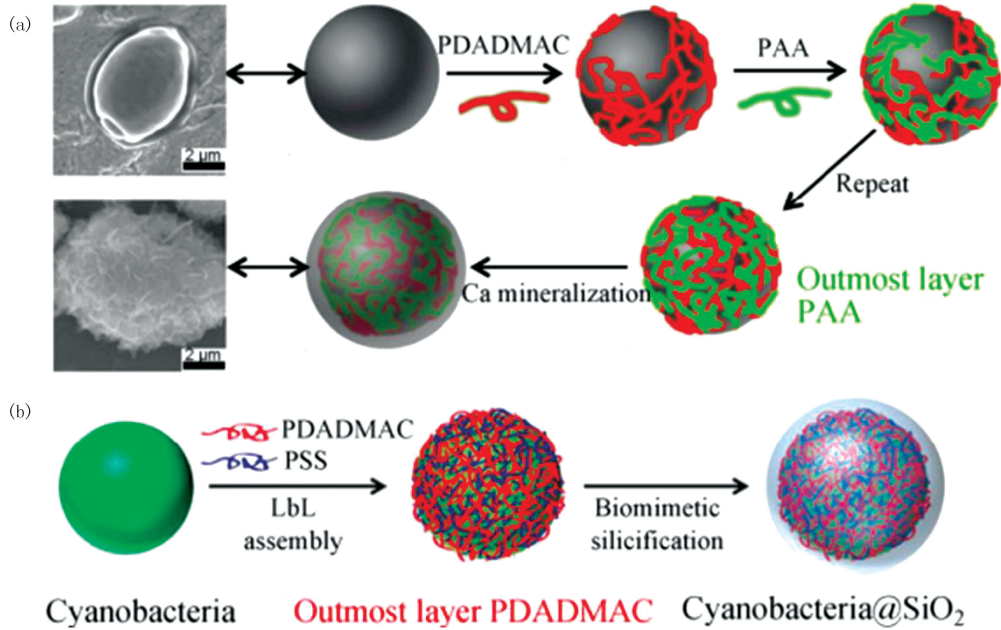 (a)
2 μm
PDADMAC
PAA
Repeat
2 μm
Ca mineralization
Outmost layer
PAA
(b)
PDADMAC
PSS
LbL
assembly
Biomimetic
silicification
Cyanobacteria
Outmost layer PDADMAC
Cyanobacteria@SiO₂